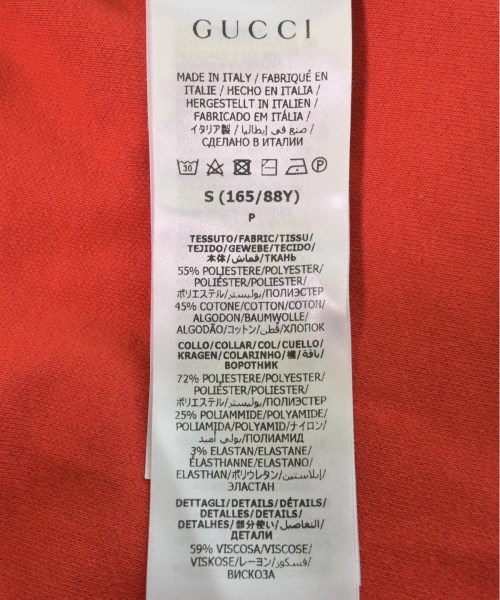 GUCCI
MADE IN ITALY / FABRIQUÉ EN
ITALIE / HECHO EN ITALIA /
HERGESTELLT IN ITALIEN /
FABRICADO EM ITÁLIA /
イタリア製 / صنع في إيطاليا /
СДЕЛАНО В ИТАЛИИ
30 P
S (165/88Y)
P
TESSUTO/FABRIC/TISSU/
TEJIDO/GEWEBE/TECIDO/
本体/قماش/ТКАНЬ
55% POLIESTERE/POLYESTER/
POLIÉSTER/POLYESTER/
ポリエステル/بوليستر/ПОЛИЭСТЕР
45% COTONE/COTTON/COTON/
ALGODON/BAUMWOLLE/
ALGODÃO/コットン/قطن/ХЛОПОК
COLLO/COLLAR/COL/CUELLO/
KRAGEN/COLARINHO/襟/ياقة/
ВОРОТНИК
72% POLIESTERE/POLYESTER/
POLIÉSTER/POLYESTER/
ポリエステル/بوليستر/ПОЛИЭСТЕР
25% POLIAMMIDE/POLYAMIDE/
POLIAMIDA/POLYAMID/ナイロン/
بولي أميد/ПОЛИАМИД
3% ELASTAN/ELASTANE/
ÉLASTHANNE/ELASTANO/
ELASTHAN/ポリウレタン/إيلاستين/
ЭЛАСТАН
DETTAGLI/DETAILS/DÉTAILS/
DETALLES/DETAILS/
DETALHES/部分使い/التفاصيل/
ДЕТАЛИ
59% VISCOSA/VISCOSE/
VISKOSE/レーヨン/فسكوز/
ВИСКОЗА